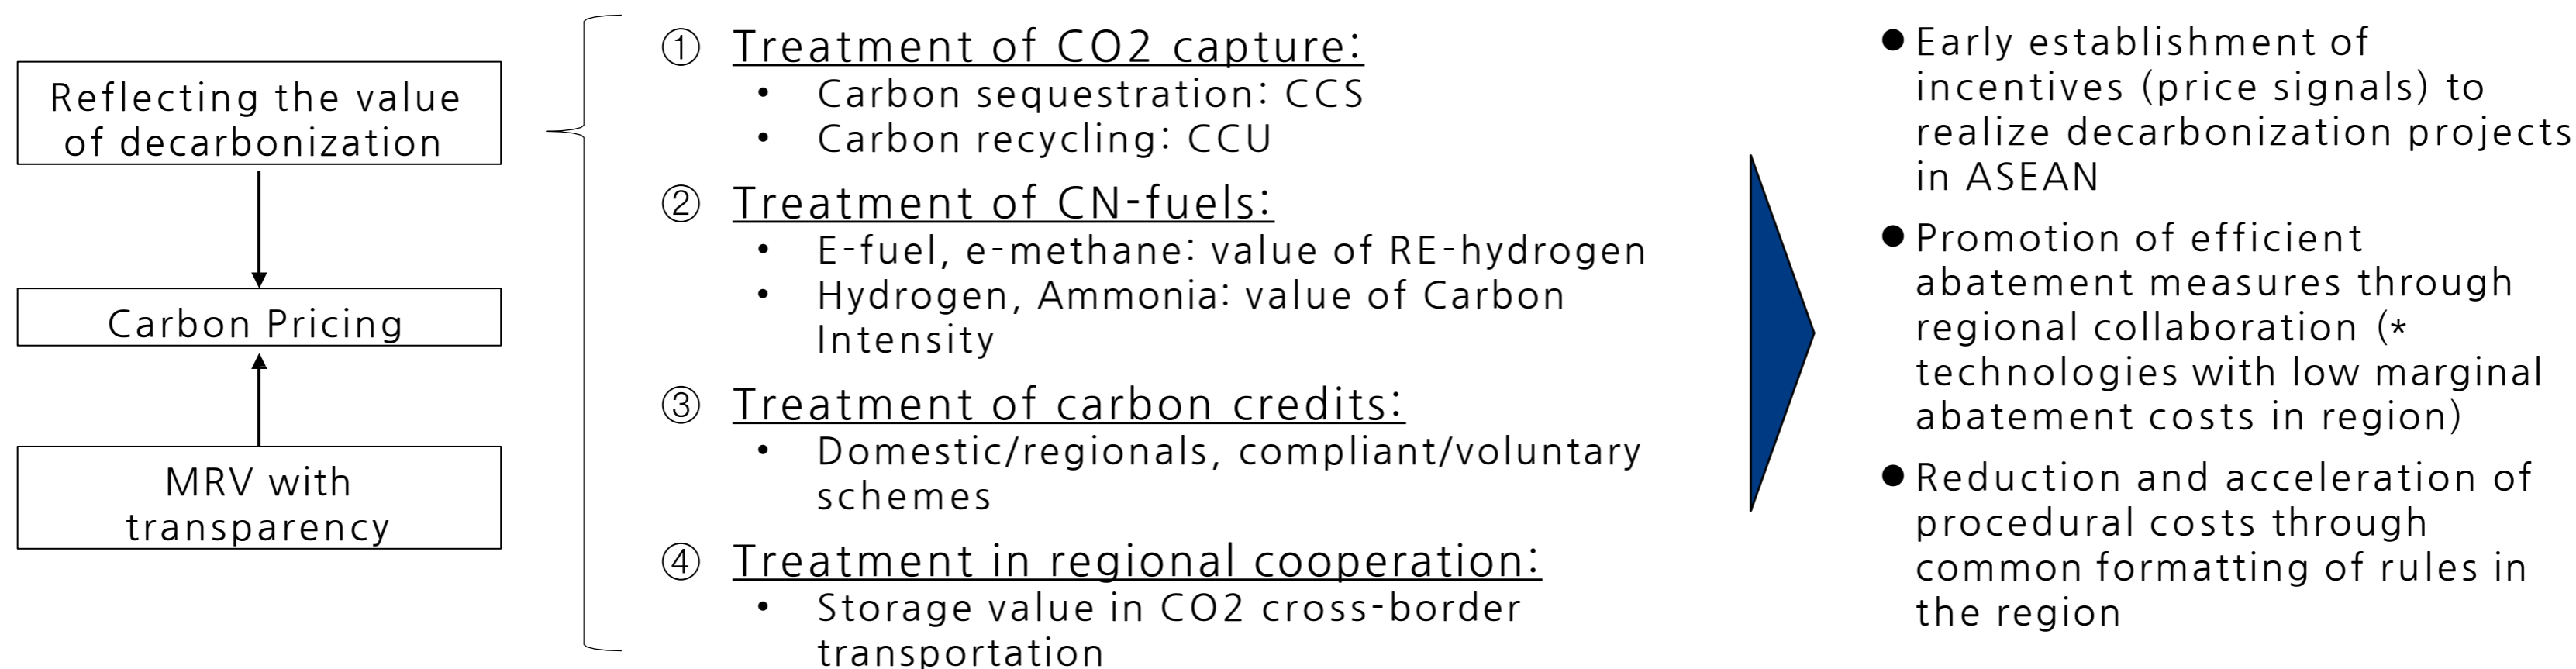 Reflecting the value
of decarbonization
Carbon Pricing
MRV with
transparency
① Treatment of CO2 capture:
• Carbon sequestration: CCS
• Carbon recycling: CCU
② Treatment of CN-fuels:
• E-fuel, e-methane: value of RE-hydrogen
• Hydrogen, Ammonia: value of Carbon
Intensity
③ Treatment of carbon credits:
• Domestic/regionals, compliant/voluntary
schemes
④ Treatment in regional cooperation:
• Storage value in CO2 cross-border
transportation
● Early establishment of
incentives (price signals) to
realize decarbonization projects
in ASEAN
● Promotion of efficient
abatement measures through
regional collaboration (*
technologies with low marginal
abatement costs in region)
● Reduction and acceleration of
procedural costs through
common formatting of rules in
the region